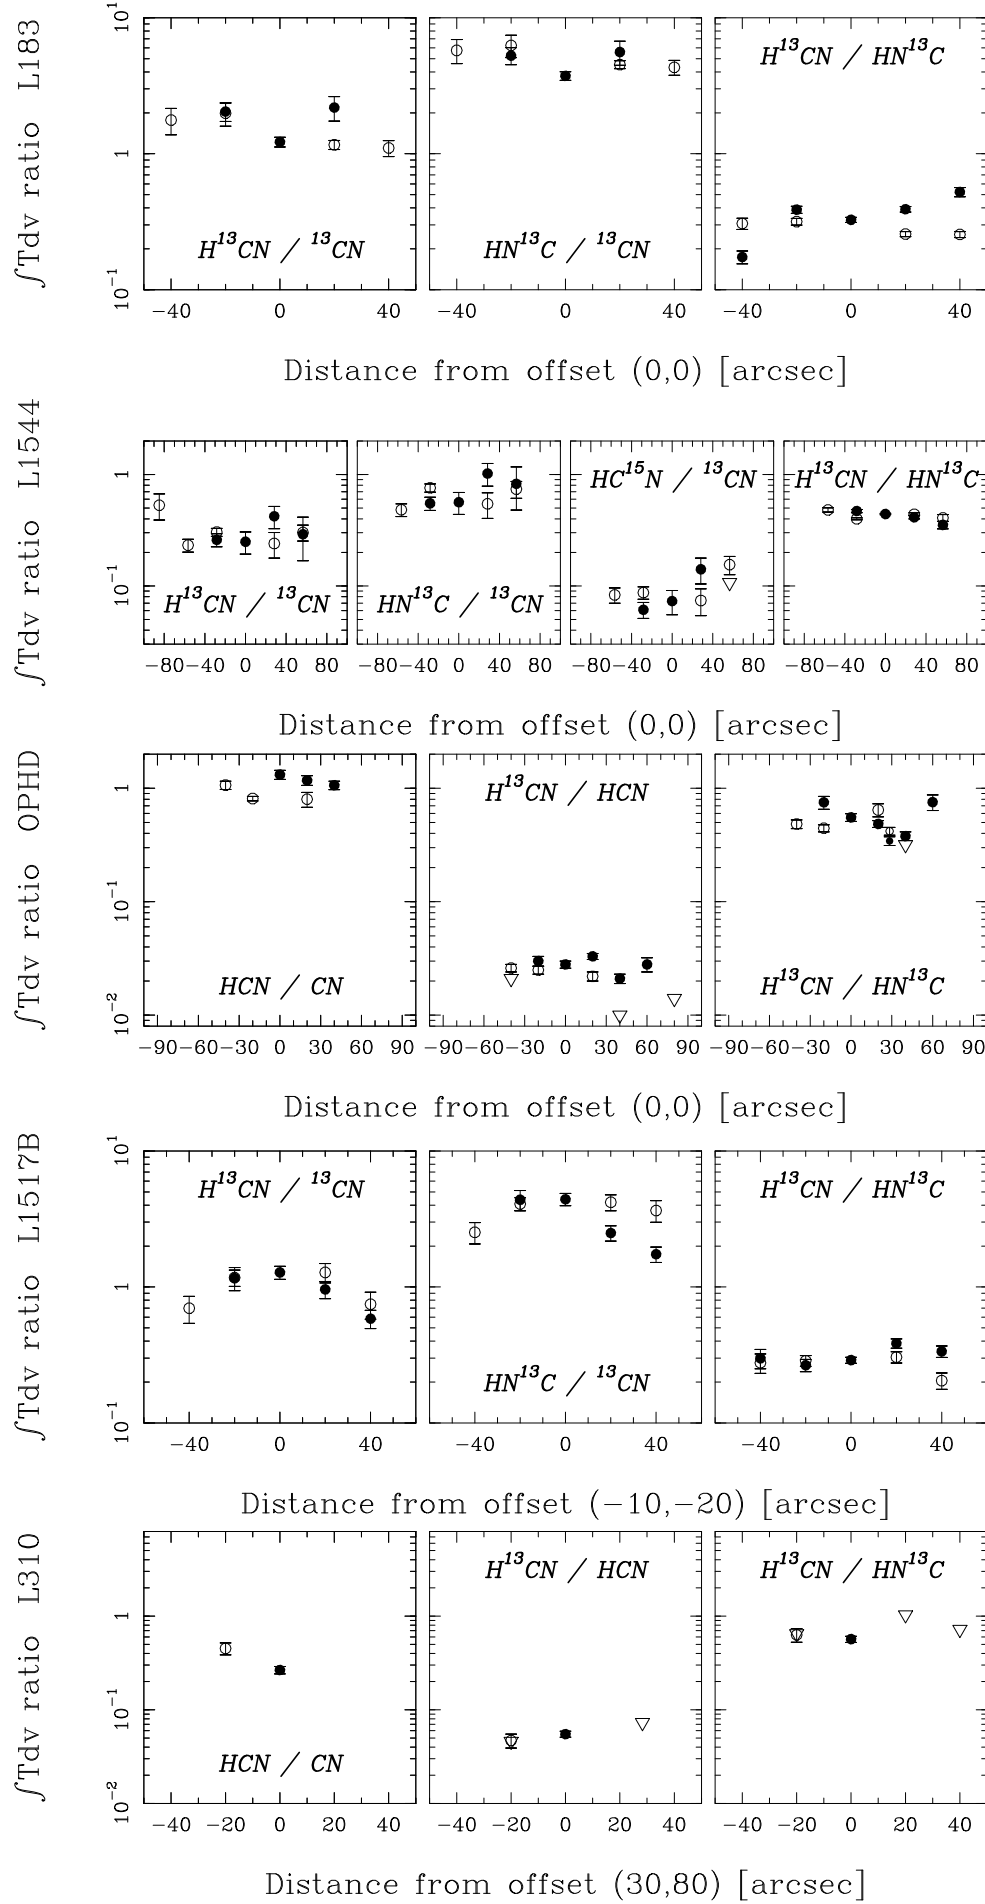 ∫Tdv ratio L183
10¹ 1 10⁻¹
H¹³CN / ¹³CN
HN¹³C / ¹³CN
H¹³CN / HN¹³C
−40 0 40 −40 0 40 −40 0 40
Distance from offset (0,0) [arcsec]
∫Tdv ratio L1544
1 10⁻¹
H¹³CN / ¹³CN
HN¹³C / ¹³CN
HC¹⁵N / ¹³CN
H¹³CN / HN¹³C
−80−40 0 40 80 −80−40 0 40 80 −80−40 0 40 80 −80−40 0 40 80
Distance from offset (0,0) [arcsec]
∫Tdv ratio OPHD
1 10⁻¹ 10⁻²
HCN / CN
H¹³CN / HCN
H¹³CN / HN¹³C
−90−60−30 0 30 60 90 −90−60−30 0 30 60 90 −90−60−30 0 30 60 90
Distance from offset (0,0) [arcsec]
∫Tdv ratio L1517B
10¹ 1 10⁻¹
H¹³CN / ¹³CN
HN¹³C / ¹³CN
H¹³CN / HN¹³C
−40 0 40 −40 0 40 −40 0 40
Distance from offset (−10,−20) [arcsec]
∫Tdv ratio L310
1 10⁻¹ 10⁻²
HCN / CN
H¹³CN / HCN
H¹³CN / HN¹³C
−40 −20 0 20 40 −40 −20 0 20 40 −40 −20 0 20 40
Distance from offset (30,80) [arcsec]